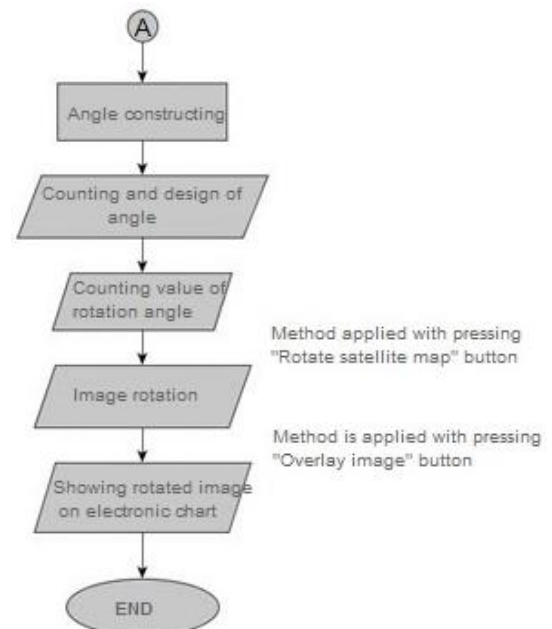 A
Angle constructing
Counting and design of
angle
Counting value of
rotation angle
Method applied with pressing
"Rotate satellite map" button
Image rotation
Method is applied with pressing
"Overlay image" button
Showing rotated image
on electronic chart
END